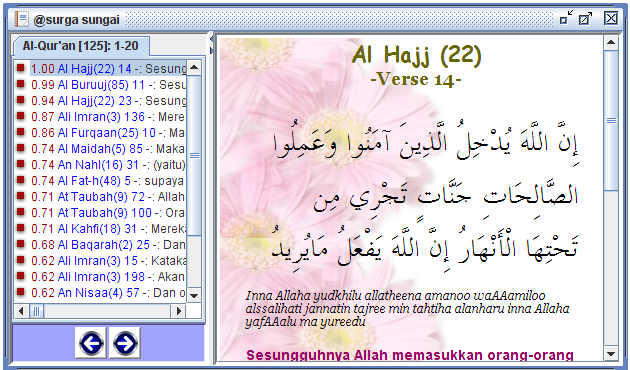 @surga sungai
Al-Qur'an [125]: 1-20
1.00 Al Hajj(22) 14 -: Sesung
0.99 Al Buruuj(85) 11 -: Sesu
0.94 Al Hajj(22) 23 -: Sesung
0.87 Ali Imran(3) 136 -: Mere
0.86 Al Furqaan(25) 10 -: Ma
0.74 Al Maidah(5) 85 -: Maka
0.74 An Nahl(16) 31 -: (yaitu)
0.74 Al Fat-h(48) 5 -: supaya
0.71 At Taubah(9) 72 -: Allah
0.71 At Taubah(9) 100 -: Ora
0.71 Al Kahfi(18) 31 -: Mereka
0.68 Al Baqarah(2) 25 -: Dan
0.62 Ali Imran(3) 15 -: Kataka
0.62 Ali Imran(3) 198 -: Akan
0.62 An Nisaa(4) 57 -: Dan o
Al Hajj (22)
-Verse 14-
إِنَّ اللَّهَ يُدْخِلُ الَّذِينَ آمَنُوا وَعَمِلُوا
الصَّالِحَاتِ جَنَّاتٍ تَجْرِي مِن
تَحْتِهَا الْأَنْهَارُ إِنَّ اللَّهَ يَفْعَلُ مَايُرِيدُ
Inna Allaha yudkhilu allatheena amanoo waAAamiloo
alssalihati jannatin tajree min tahtiha alanharu inna Allaha
yafAAalu ma yureedu
Sesungguhnya Allah memasukkan orang-orang